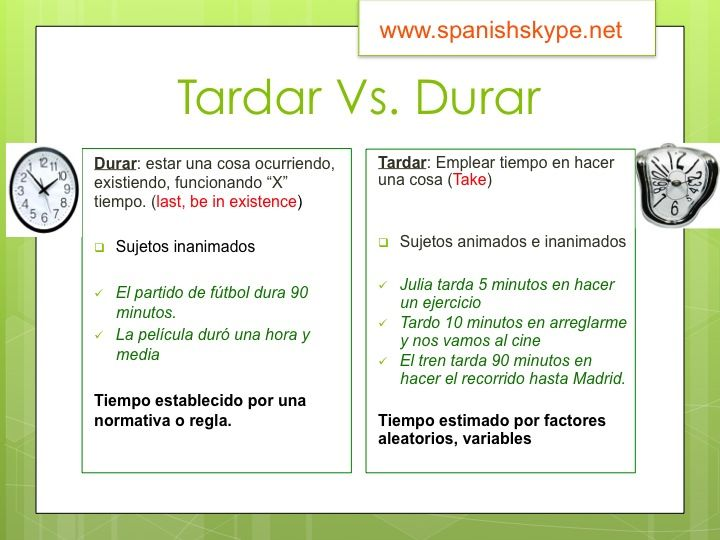 www.spanishskype.net
Tardar Vs. Durar
Durar: estar una cosa ocurriendo,
existiendo, funcionando “X”
tiempo. (last, be in existence)
Sujetos inanimados
El partido de fútbol dura 90
minutos.
La película duró una hora y
media
Tiempo establecido por una
normativa o regla.
Tardar: Emplear tiempo en hacer
una cosa (Take)
Sujetos animados e inanimados
Julia tarda 5 minutos en hacer
un ejercicio
Tardo 10 minutos en arreglarme
y nos vamos al cine
El tren tarda 90 minutos en
hacer el recorrido hasta Madrid.
Tiempo estimado por factores
aleatorios, variables